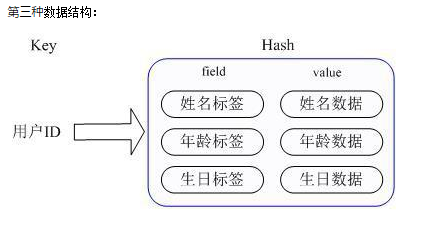 第三种数据结构：
Key Hash
field value
姓名标签 姓名数据
用户ID 年龄标签 年龄数据
生日标签 生日数据